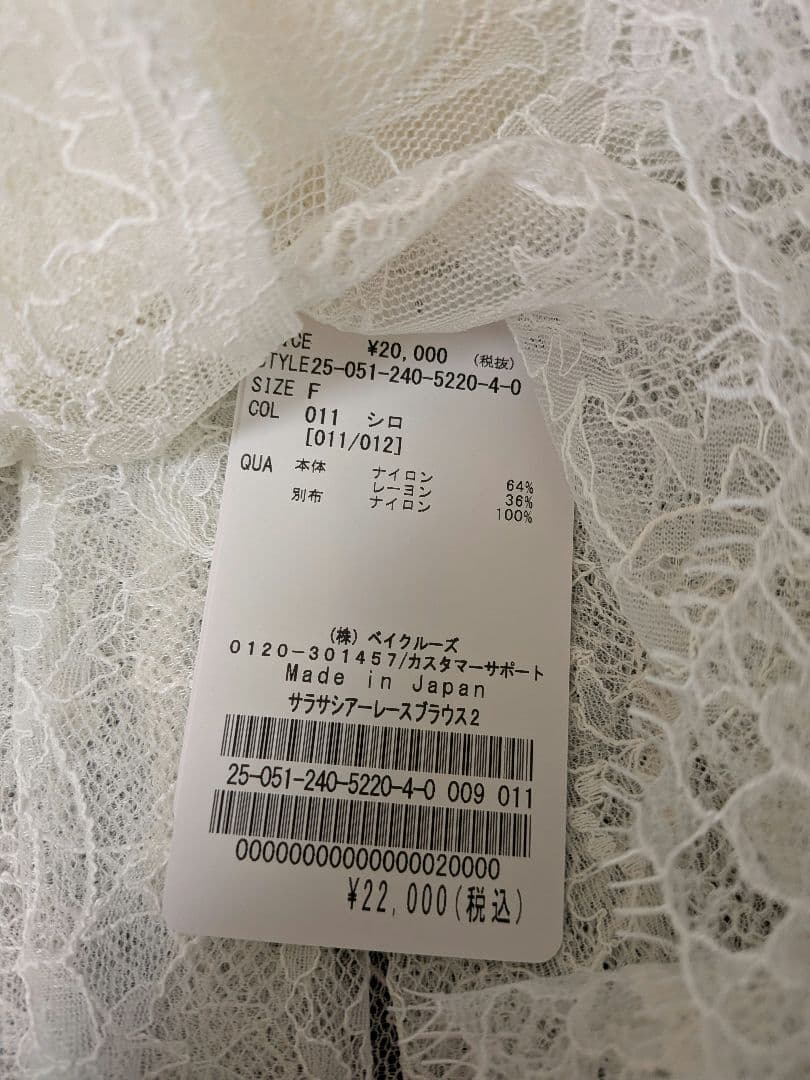 ICE ¥20,000 (税抜)
STYLE25-051-240-5220-4-0
SIZE F
COL 011 シロ
[011/012]
QUA 本体 ナイロン 64%
レーヨン 36%
別布 ナイロン 100%
(株) ベイクルーズ
0120-301457/カスタマーサポート
Made in Japan
サラサシアーレースブラウス2
25-051-240-5220-4-0 009 011
00000000000000020000
¥22,000(税込)